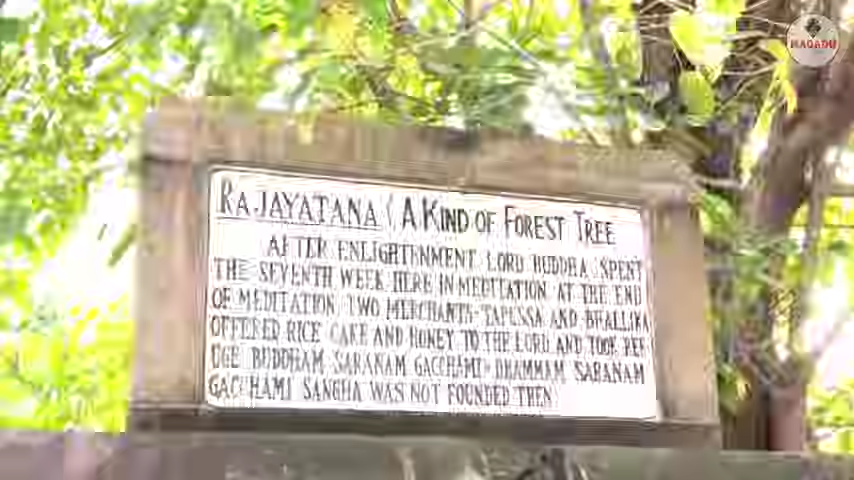 MAGADH
RAJAYATANA (A KIND OF FOREST TREE
AFTER ENLIGHTENMENT LORD BUDDHA SPENT
THE SEVENTH WEEK HERE IN MEDITATION AT THE END
OF MEDITATION TWO MERCHANTS-TAPUSSA AND BHALLIKA
OFFERED RICE CAKE AND HONEY TO THE LORD AND TOOK REF
UGE BUDDHAM SARANAM GACCHAMI-DHAMMAM SARANAM
GACCHAMI SANGHA WAS NOT FOUNDED THEN